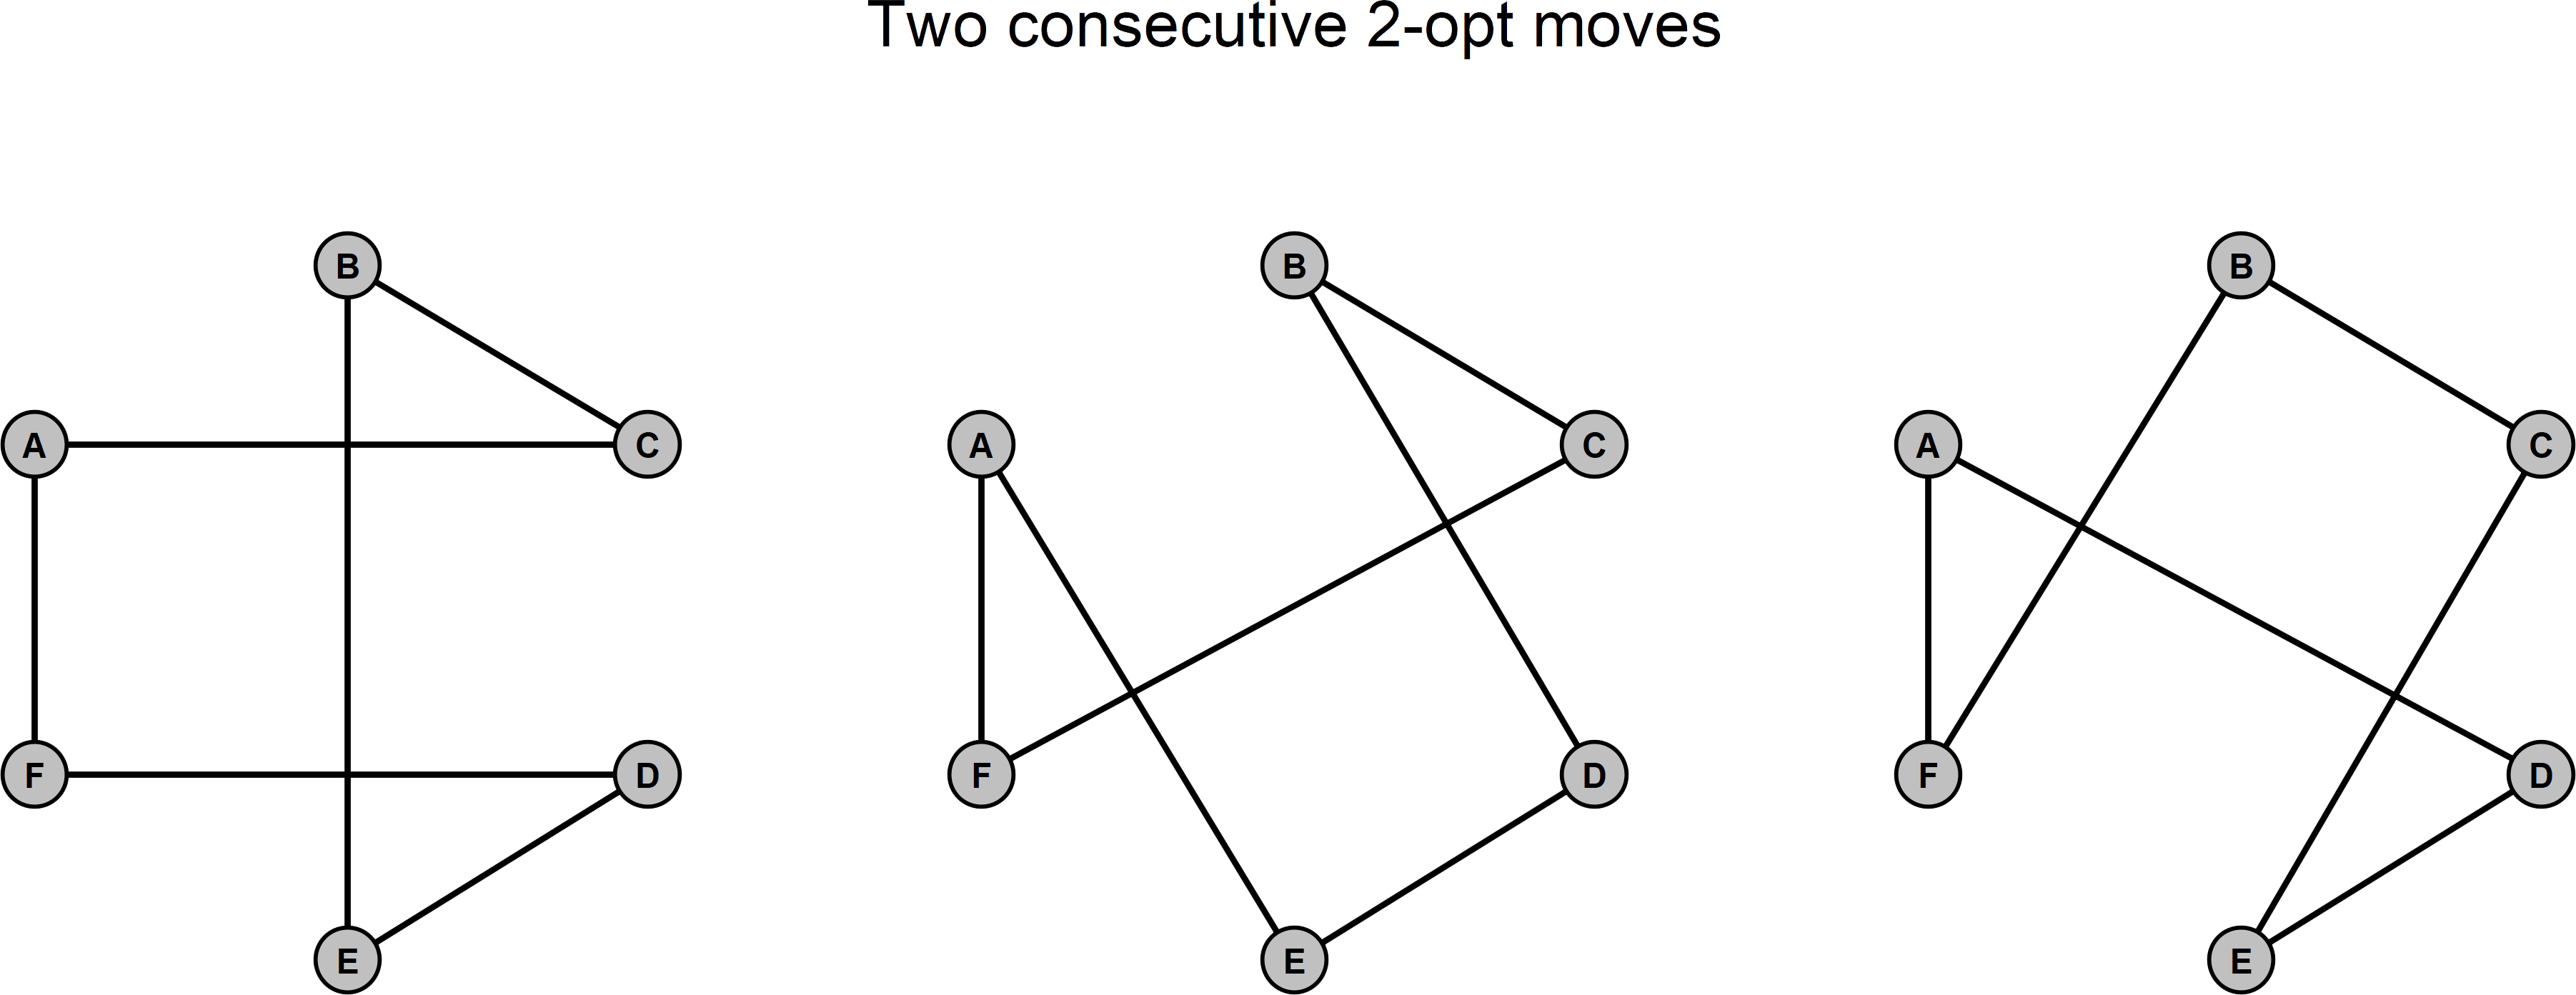 Two consecutive 2-opt moves
B B B
A C A C A C
F D F D F D
E E E